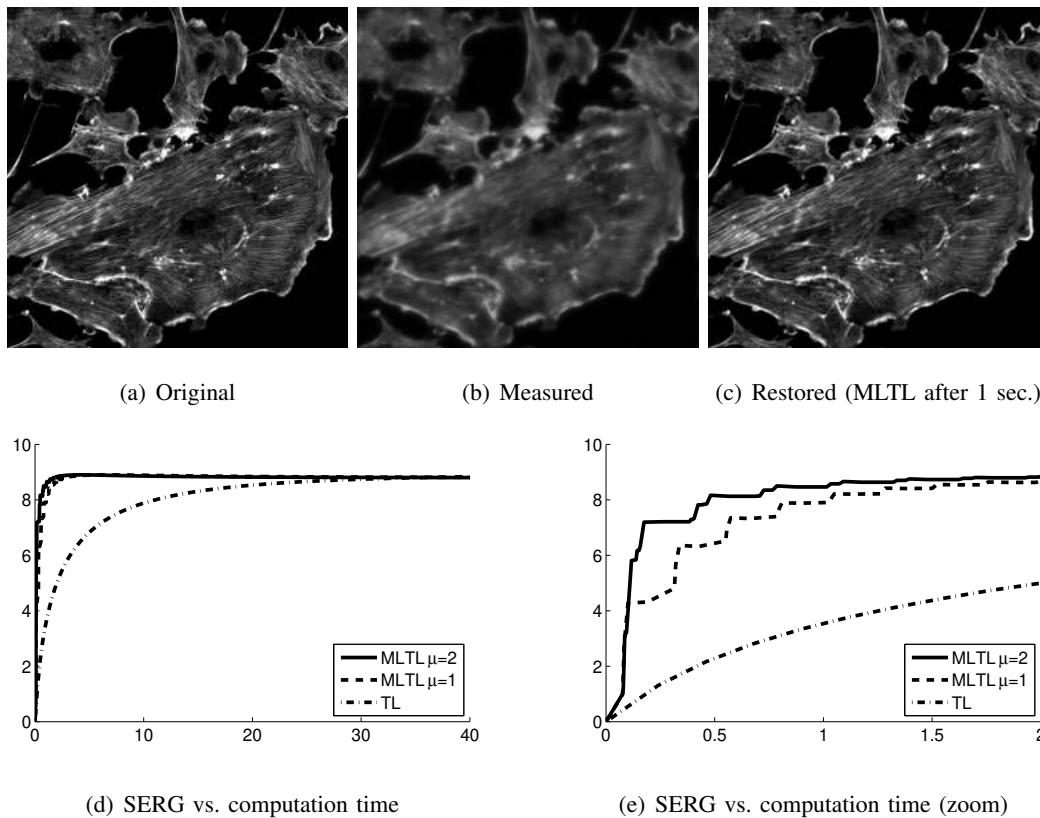 (a) Original
(b) Measured
(c) Restored (MLTL after 1 sec.)
10
8
6
4
2
0
0
10
20
30
40
MLTL μ=2
MLTL μ=1
TL
10
8
6
4
2
0
0
0.5
1
1.5
2
MLTL μ=2
MLTL μ=1
TL
(d) SERG vs. computation time
(e) SERG vs. computation time (zoom)